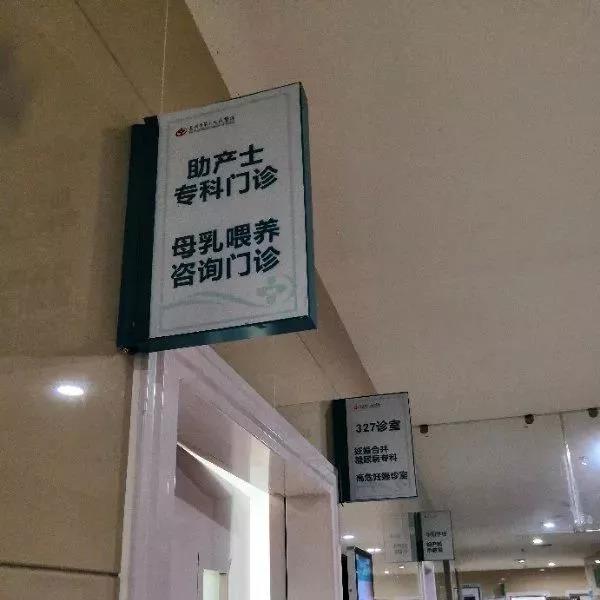 助产士
专科门诊
母乳喂养
咨询门诊
327诊室
妊娠合并
糖尿病专科
高危妊娠诊室